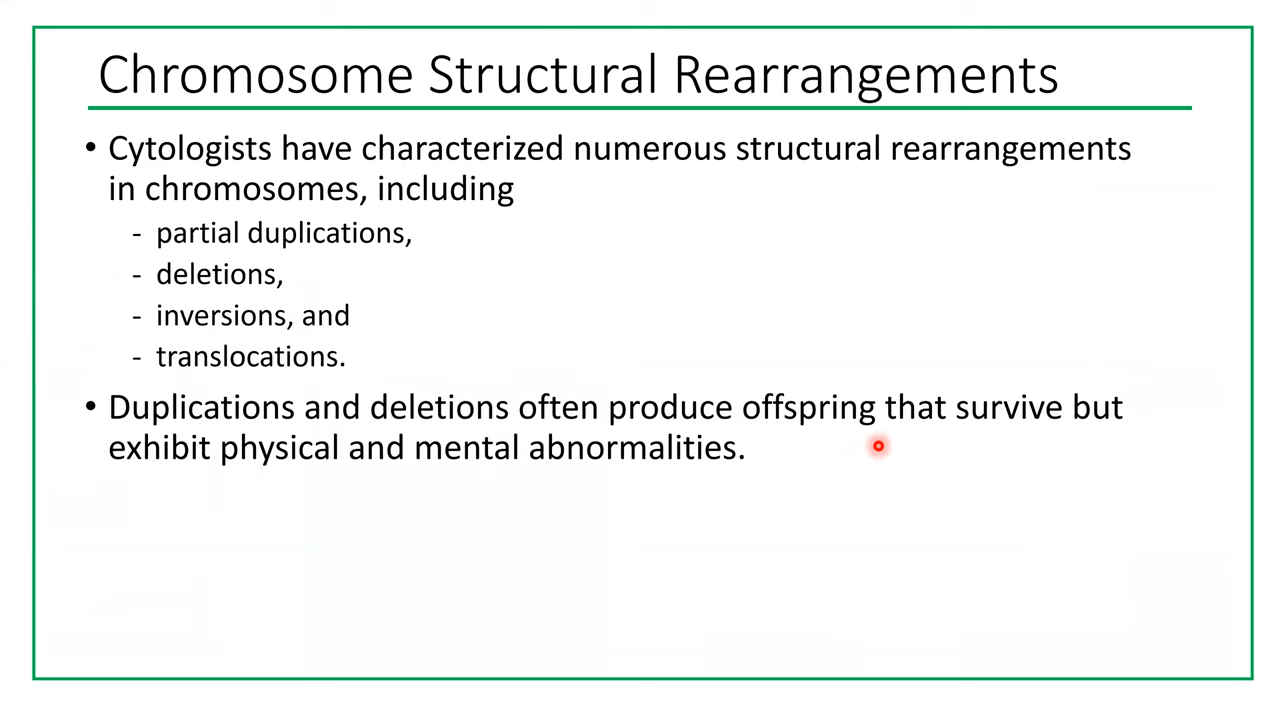 Chromosome Structural Rearrangements
• Cytologists have characterized numerous structural rearrangements
in chromosomes, including
- partial duplications,
- deletions,
- inversions, and
- translocations.
• Duplications and deletions often produce offspring that survive but
exhibit physical and mental abnormalities.